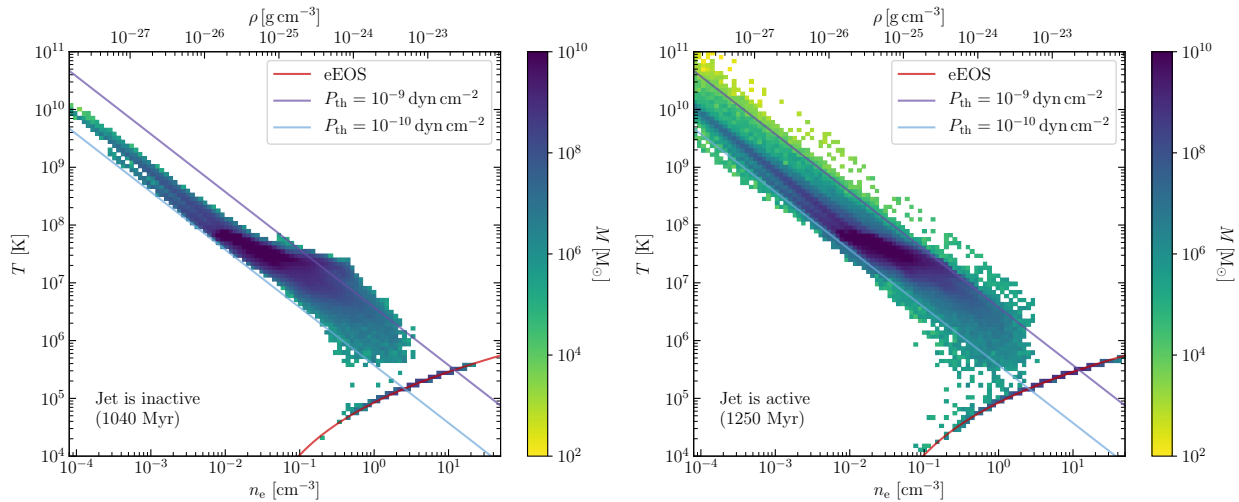 ρ [g cm⁻³]
10⁻²⁷ 10⁻²⁶ 10⁻²⁵ 10⁻²⁴ 10⁻²³
10¹¹
10¹⁰
10⁹
10⁸
10⁷
10⁶
10⁵
10⁴
T [K]
eEOS
P_th = 10⁻⁹ dyn cm⁻²
P_th = 10⁻¹⁰ dyn cm⁻²
Jet is inactive
(1040 Myr)
10⁻⁴ 10⁻³ 10⁻² 10⁻¹ 10⁰ 10¹
n_e [cm⁻³]
10¹⁰
10⁸
10⁶
10⁴
10²
M [M_⊙]
ρ [g cm⁻³]
10⁻²⁷ 10⁻²⁶ 10⁻²⁵ 10⁻²⁴ 10⁻²³
10¹¹
10¹⁰
10⁹
10⁸
10⁷
10⁶
10⁵
10⁴
T [K]
eEOS
P_th = 10⁻⁹ dyn cm⁻²
P_th = 10⁻¹⁰ dyn cm⁻²
Jet is active
(1250 Myr)
10⁻⁴ 10⁻³ 10⁻² 10⁻¹ 10⁰ 10¹
n_e [cm⁻³]
10¹⁰
10⁸
10⁶
10⁴
10²
M [M_⊙]